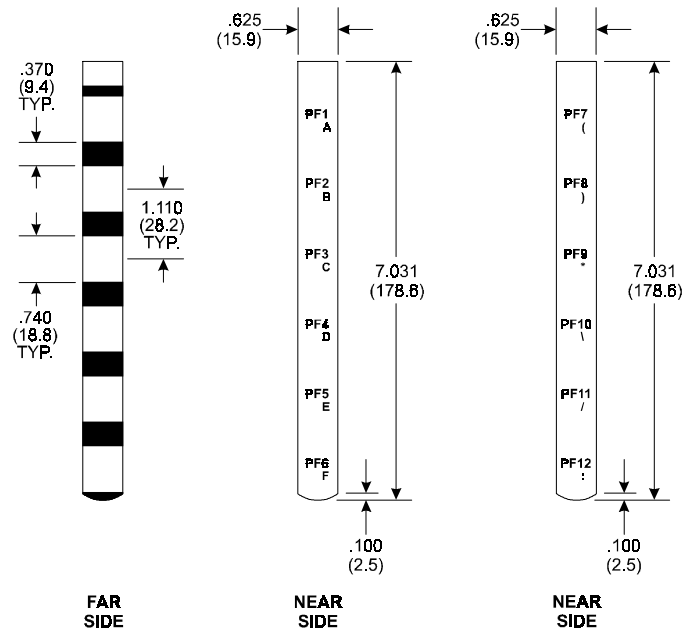 .370
(9.4)
TYP.
1.110
(28.2)
TYP.
.740
(18.8)
TYP.
FAR
SIDE
.625
(15.9)
PF1
A
PF2
B
PF3
C
PF4
D
PF5
E
PF6
F
7.031
(178.6)
.100
(2.5)
NEAR
SIDE
.625
(15.9)
PF7
(
PF8
)
PF9
*
PF10
\
PF11
/
PF12
:
7.031
(178.6)
.100
(2.5)
NEAR
SIDE